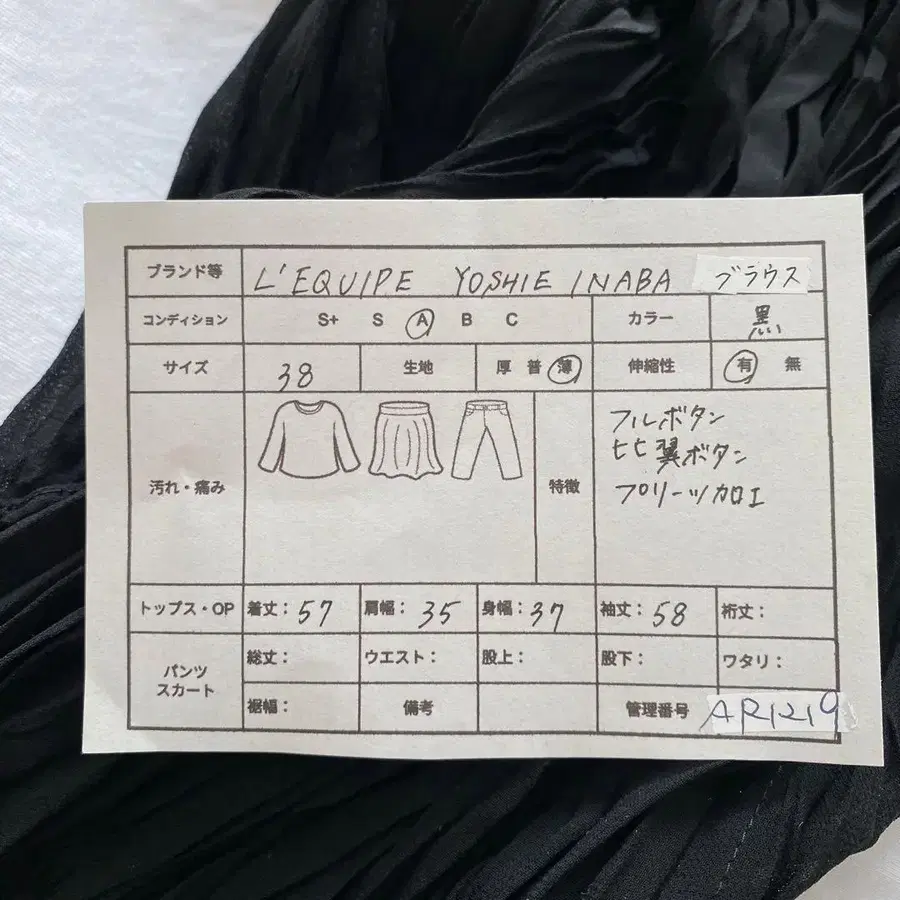 ブランド等 L'EQUIPE YOSHIE INABA ブラウス
コンディション S+ S A B C カラー 黒
サイズ 38 生地 厚 普 薄 伸縮性 有 無
汚れ・痛み 特徴
フルボタン
比翼ボタン
プリーツ加工
トップス・OP 着丈: 57 肩幅: 35 身幅: 37 袖丈: 58 裄丈:
パンツ
スカート
総丈: ウエスト: 股上: 股下: ワタリ:
裾幅: 備考 管理番号 AR1219